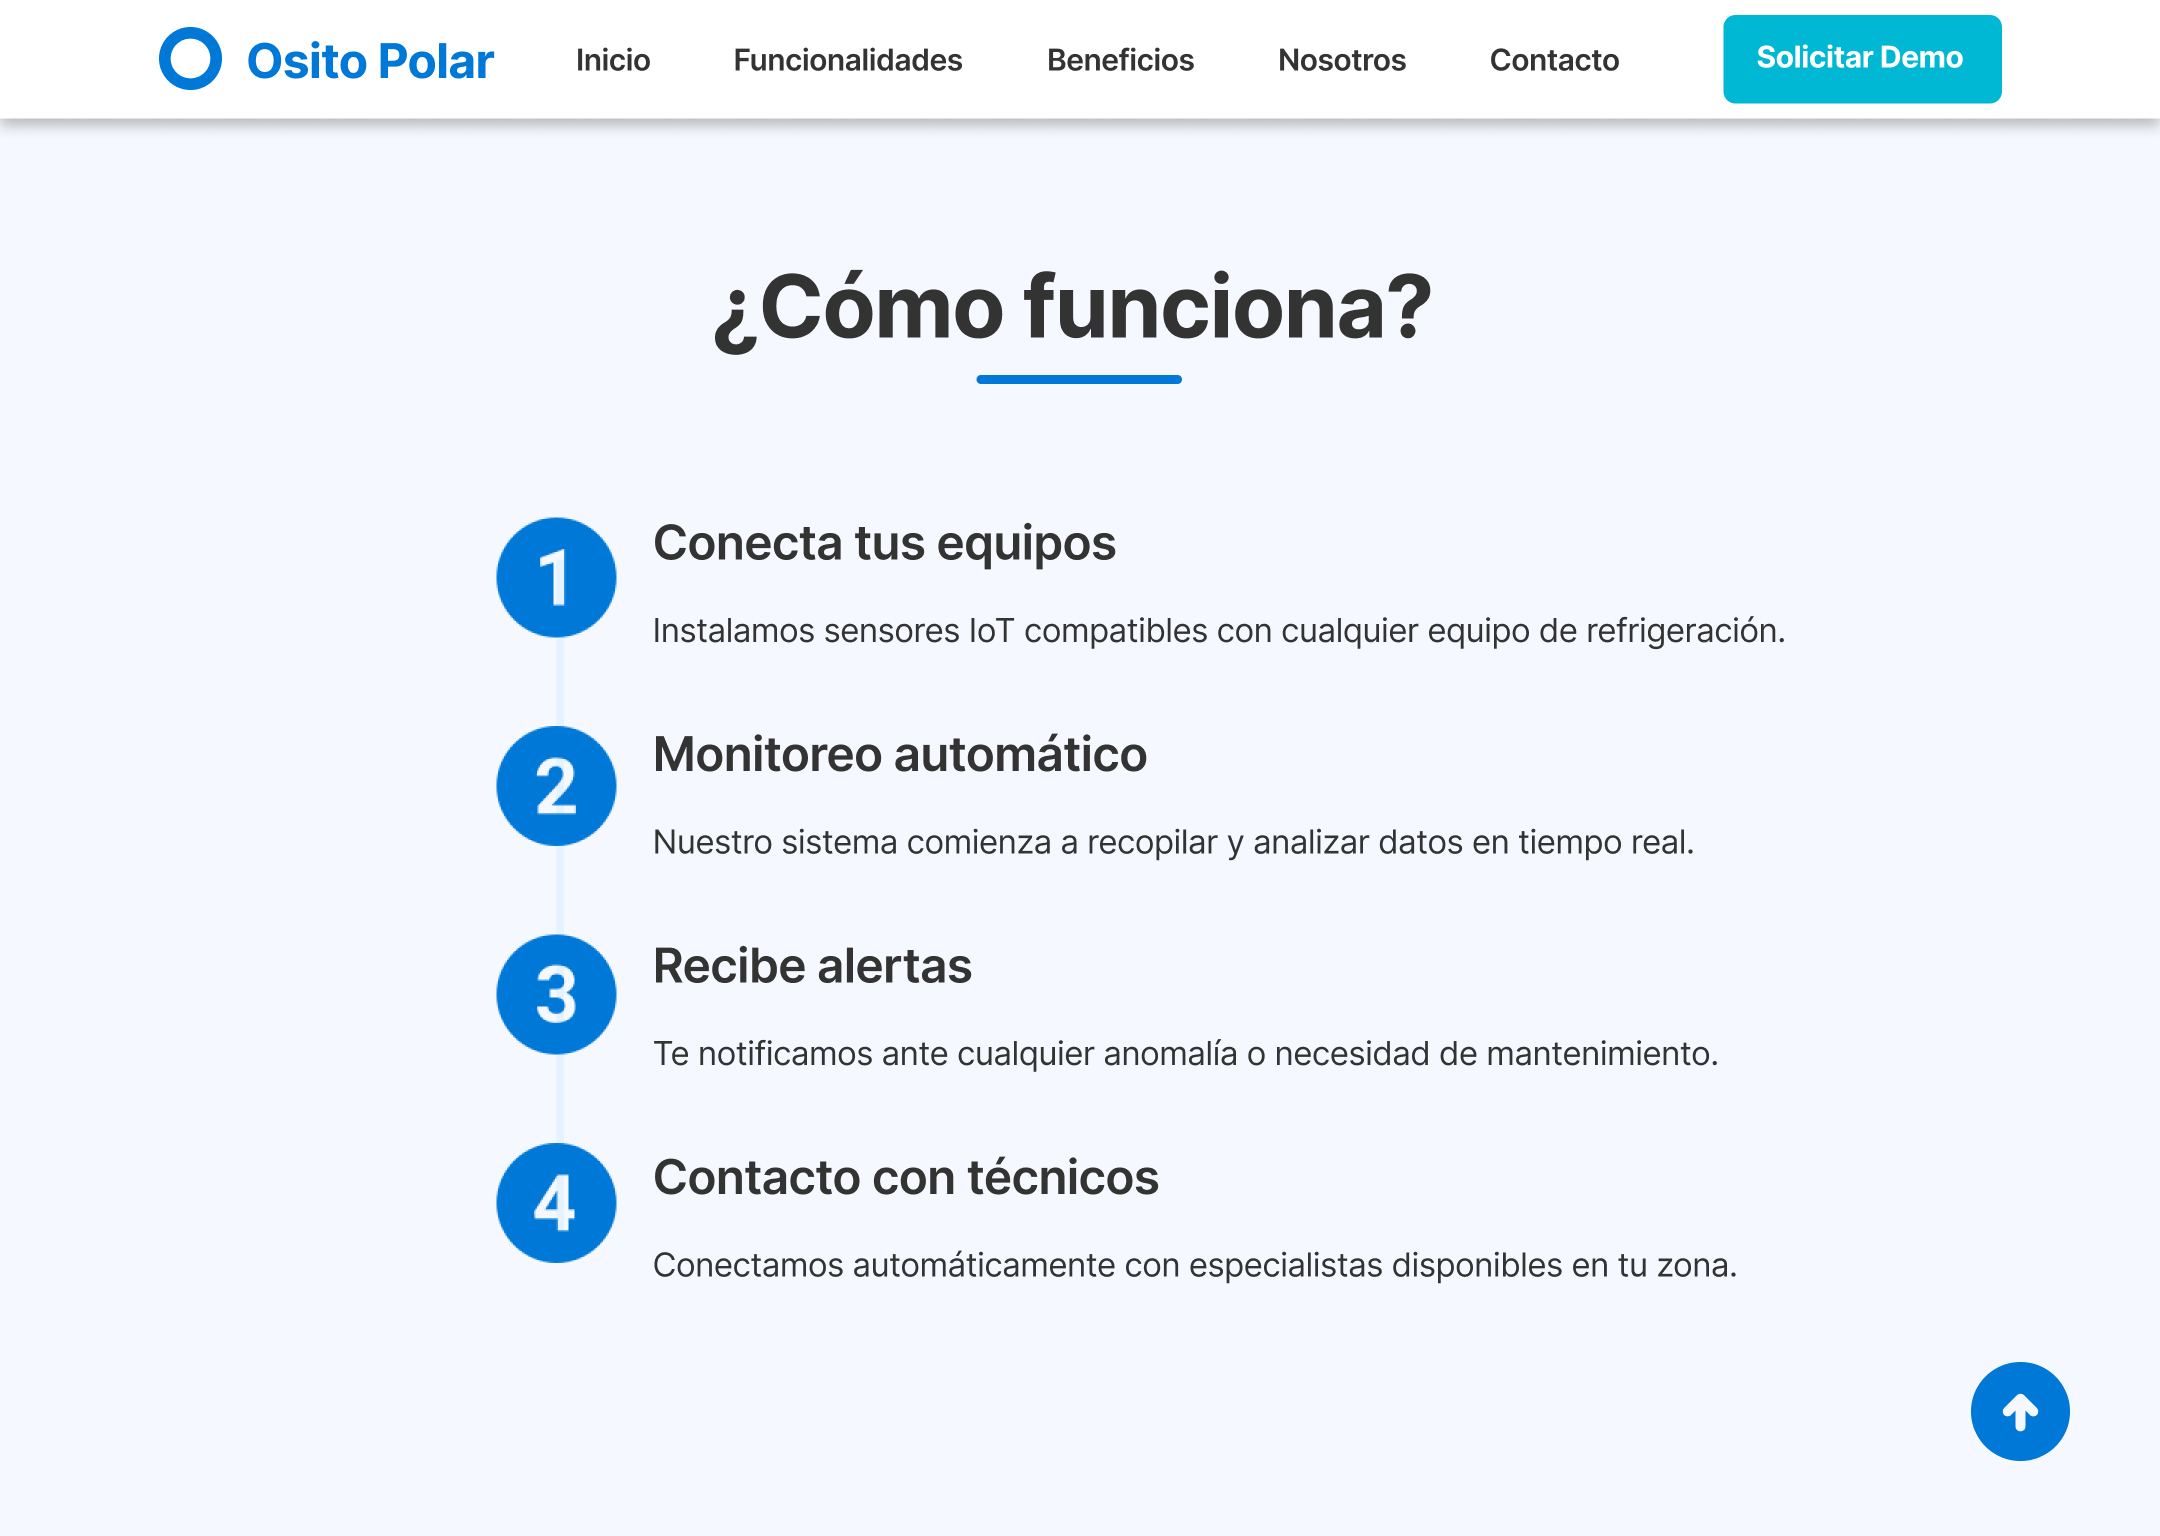 Osito Polar
Inicio
Funcionalidades
Beneficios
Nosotros
Contacto
Solicitar Demo
¿Cómo funciona?
1
Conecta tus equipos
Instalamos sensores IoT compatibles con cualquier equipo de refrigeración.
2
Monitoreo automático
Nuestro sistema comienza a recopilar y analizar datos en tiempo real.
3
Recibe alertas
Te notificamos ante cualquier anomalía o necesidad de mantenimiento.
4
Contacto con técnicos
Conectamos automáticamente con especialistas disponibles en tu zona.